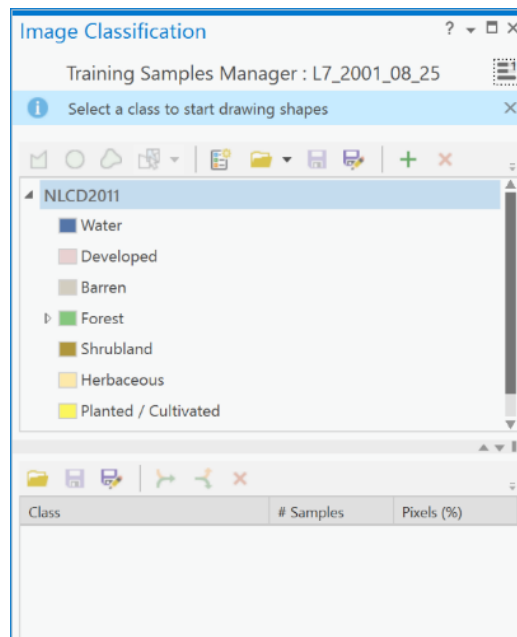 Image Classification
Training Samples Manager : L7_2001_08_25
Select a class to start drawing shapes
NLCD2011
Water
Developed
Barren
Forest
Shrubland
Herbaceous
Planted / Cultivated
Class # Samples Pixels (%)